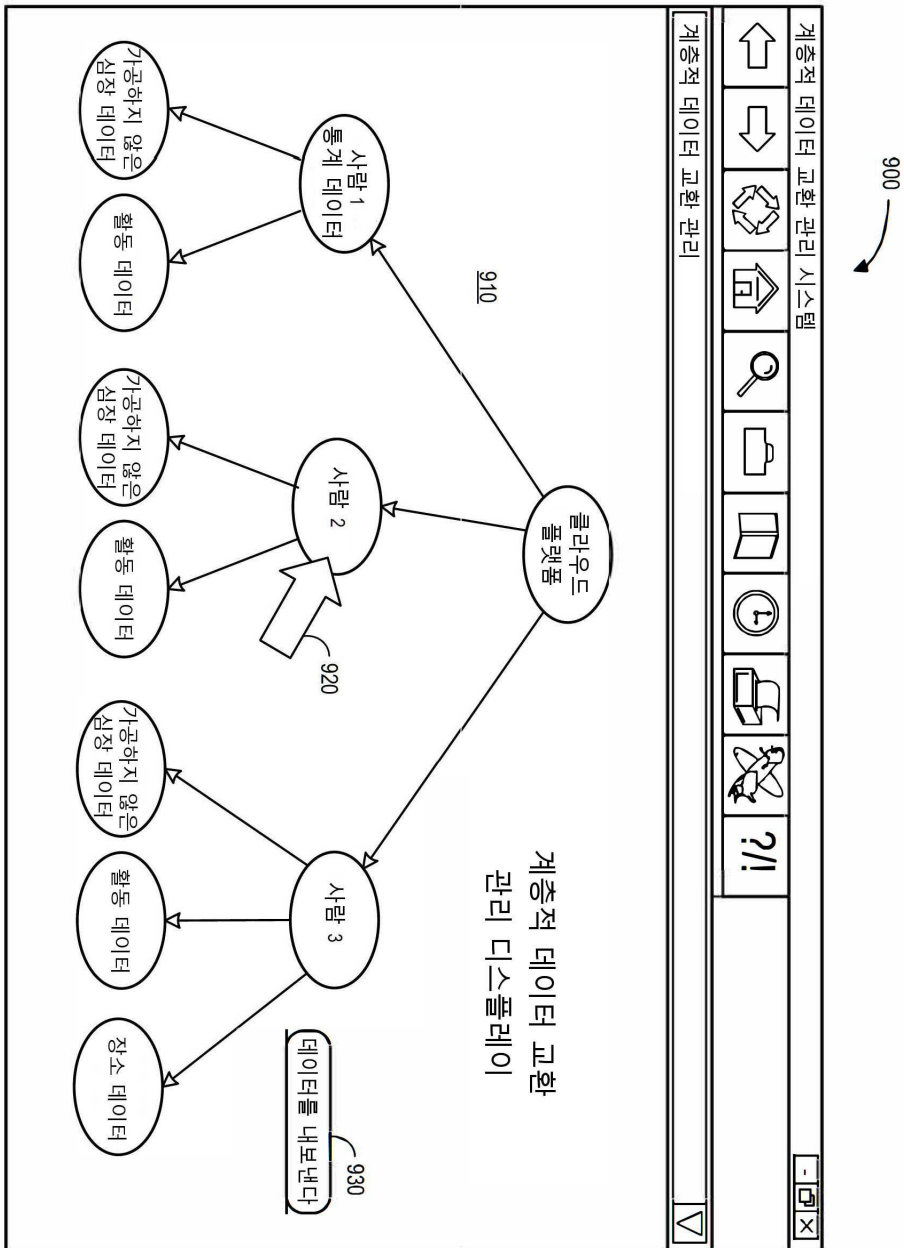 900
계층적 데이터 교환 관리 시스템
- X
?/!
계층적 데이터 교환 관리
910
클라우드
플랫폼
계층적 데이터 교환
관리 디스플레이
사람 1
통계 데이터
사람 2
920
사람 3
데이터를 내보낸다
930
가공하지 않은
심장 데이터
활동 데이터
가공하지 않은
심장 데이터
활동 데이터
가공하지 않은
심장 데이터
활동 데이터
장소 데이터